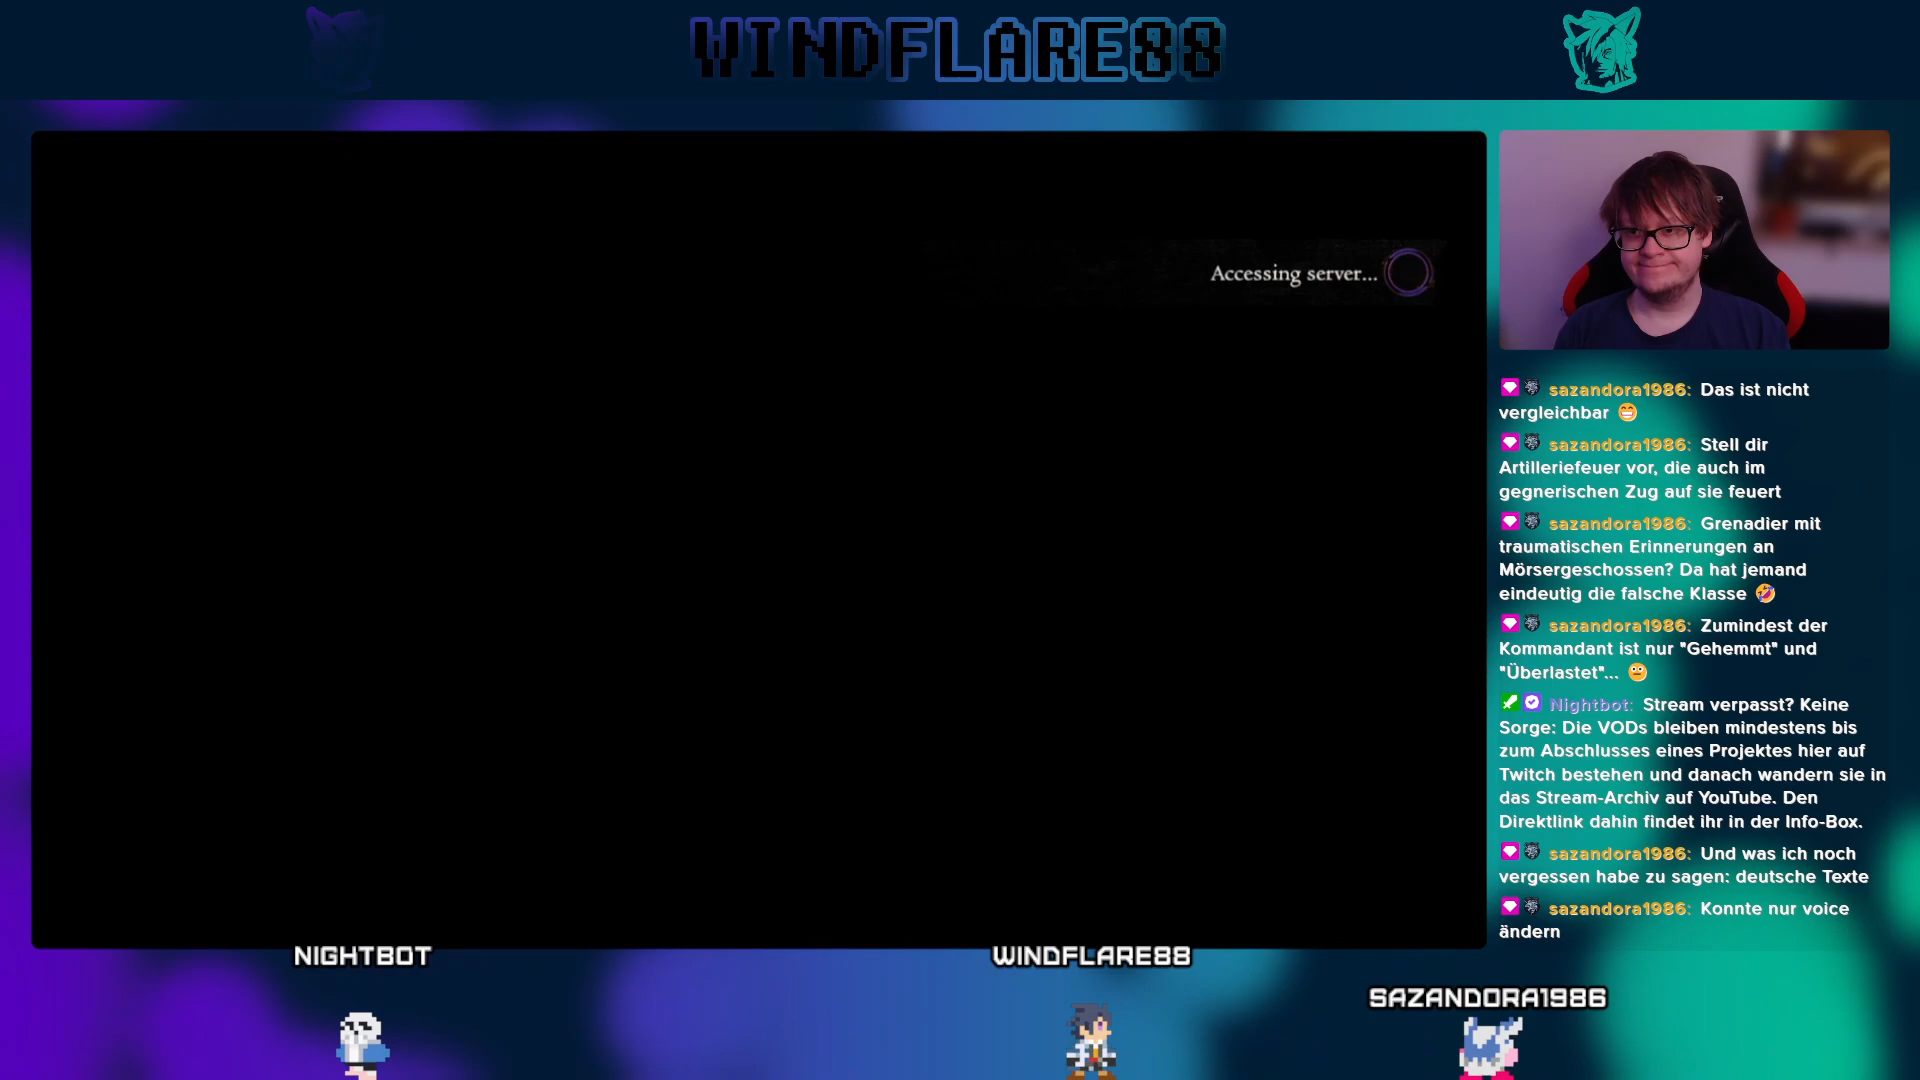 WINDFLARE88
Accessing server...
sazandora1986: Das ist nicht
vergleichbar 😁
sazandora1986: Stell dir
Artilleriefeuer vor, die auch im
gegnerischen Zug auf sie feuert
sazandora1986: Grenadier mit
traumatischen Erinnerungen an
Mörsergeschossen? Da hat jemand
eindeutig die falsche Klasse 🤣
sazandora1986: Zumindest der
Kommandant ist nur "Gehemmt" und
"Überlastet"... 😐
Nightbot: Stream verpasst? Keine
Sorge: Die VODs bleiben mindestens bis
zum Abschlusses eines Projektes hier auf
Twitch bestehen und danach wandern sie in
das Stream-Archiv auf YouTube. Den
Direktlink dahin findet ihr in der Info-Box.
sazandora1986: Und was ich noch
vergessen habe zu sagen: deutsche Texte
sazandora1986: Konnte nur voice
ändern
NIGHTBOT
WINDFLARE88
SAZANDORA1986